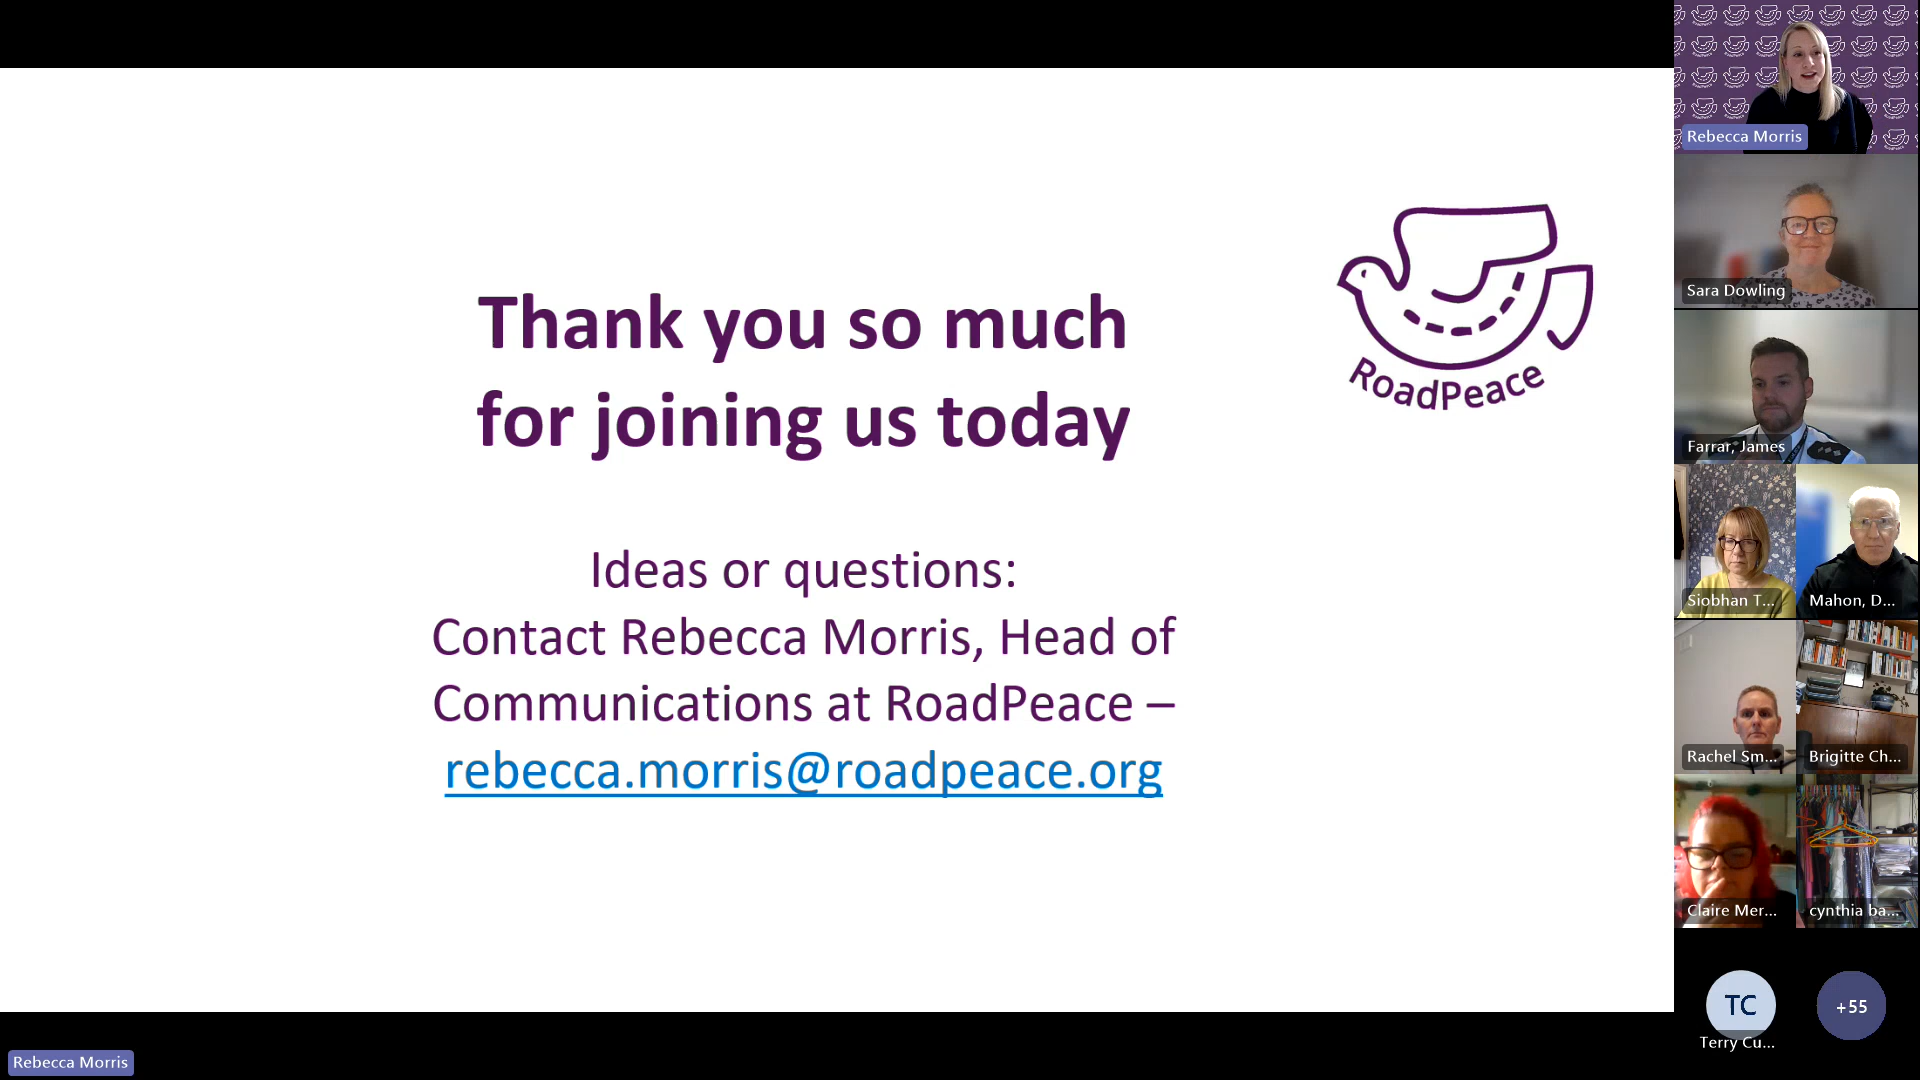 Thank you so much
for joining us today
Ideas or questions:
Contact Rebecca Morris, Head of
Communications at RoadPeace –
rebecca.morris@roadpeace.org
RoadPeace
Rebecca Morris
Sara Dowling
Farrar, James
Siobhan T...
Mahon, D...
Rachel Sm...
Brigitte Ch...
Claire Mer...
cynthia ba...
TC
Terry Cu...
+55
Rebecca Morris